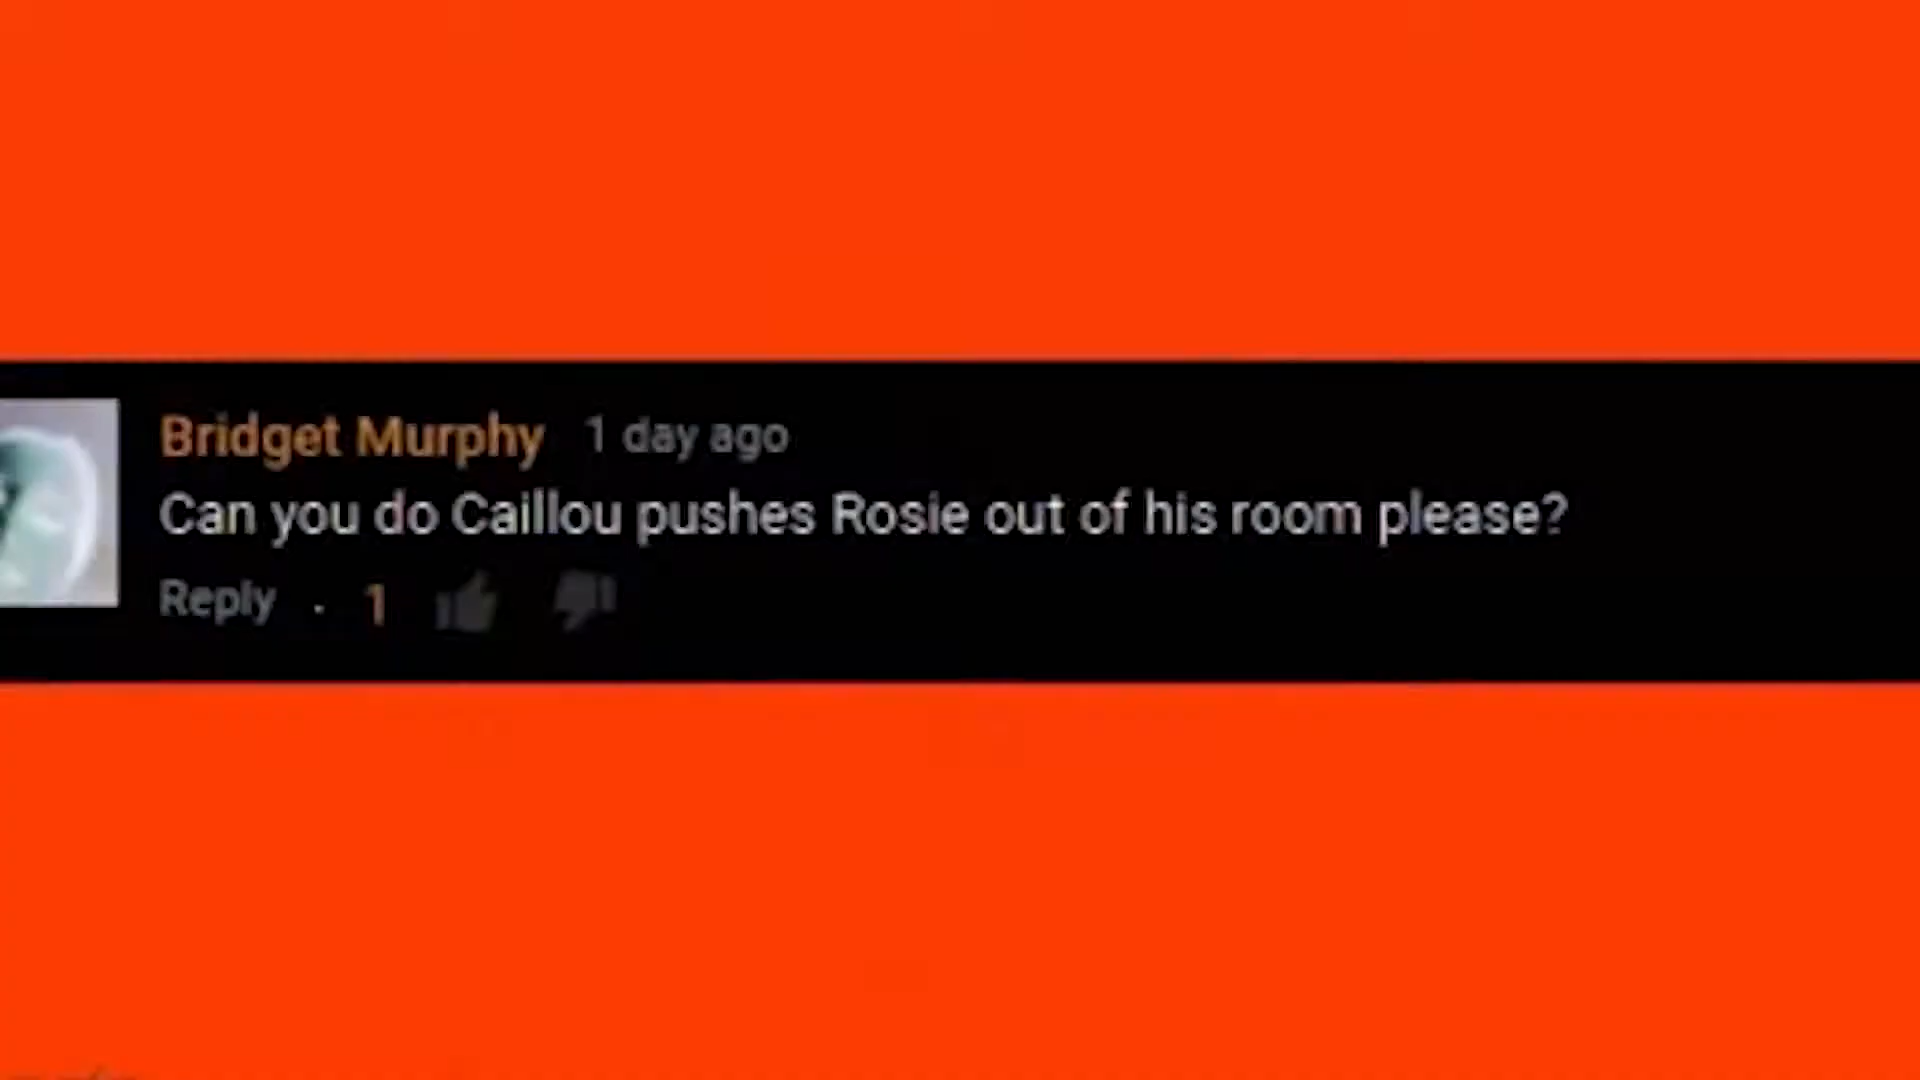 Bridget Murphy 1 day ago
Can you do Caillou pushes Rosie out of his room please?
Reply · 1